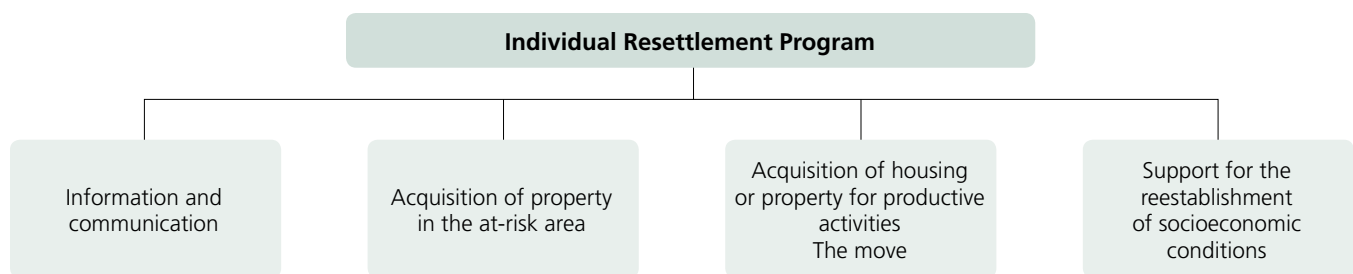 Individual Resettlement Program
Information and
communication
Acquisition of property
in the at-risk area
Acquisition of housing
or property for productive
activities
The move
Support for the
reestablishment
of socioeconomic
conditions